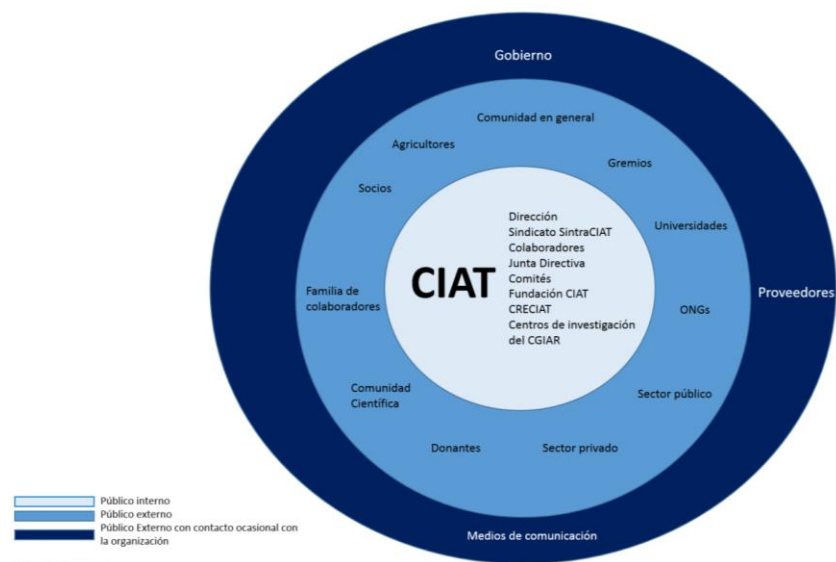 Gobierno
Comunidad en general
Agricultores
Gremios
Socios
Universidades
CIAT
Dirección
Sindicato SintraCIAT
Colaboradores
Junta Directiva
Comités
Fundación CIAT
CRECIAT
Centros de investigación
del CGIAR
Familia de
colaboradores
Proveedores
ONGs
Comunidad
Científica
Sector público
Donantes
Sector privado
Medios de comunicación
Público interno
Público externo
Público Externo con contacto ocasional con
la organización